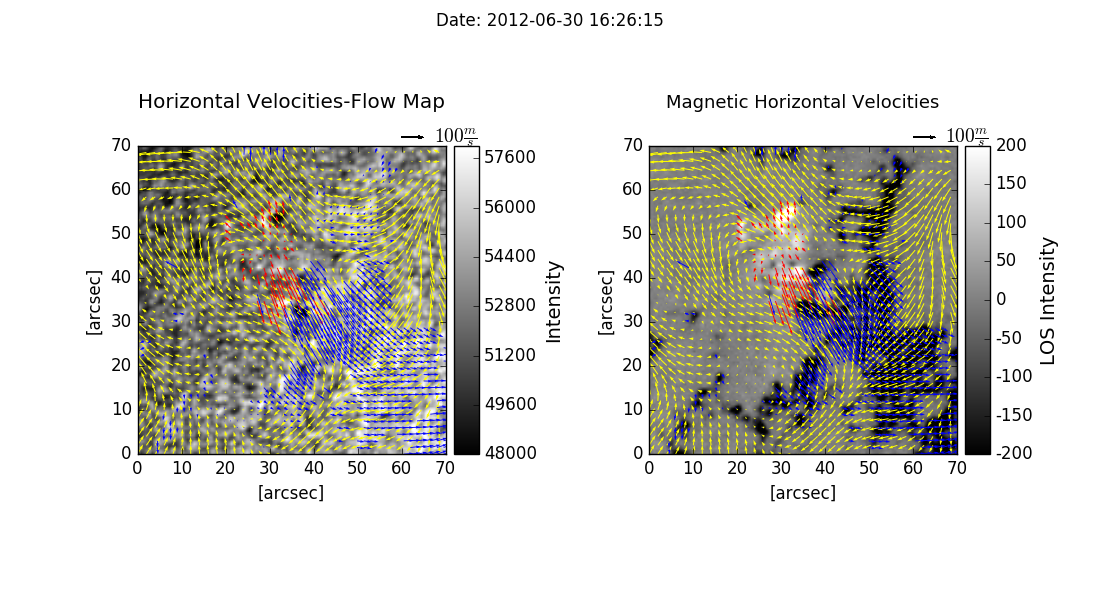 Date: 2012-06-30 16:26:15
Horizontal Velocities-Flow Map
100 m/s
70
60
50
40
30
20
10
0
[arcsec]
0 10 20 30 40 50 60 70
[arcsec]
57600
56000
54400
52800
51200
49600
48000
Intensity
Magnetic Horizontal Velocities
100 m/s
70
60
50
40
30
20
10
0
[arcsec]
0 10 20 30 40 50 60 70
[arcsec]
200
150
100
50
0
-50
-100
-150
-200
LOS Intensity